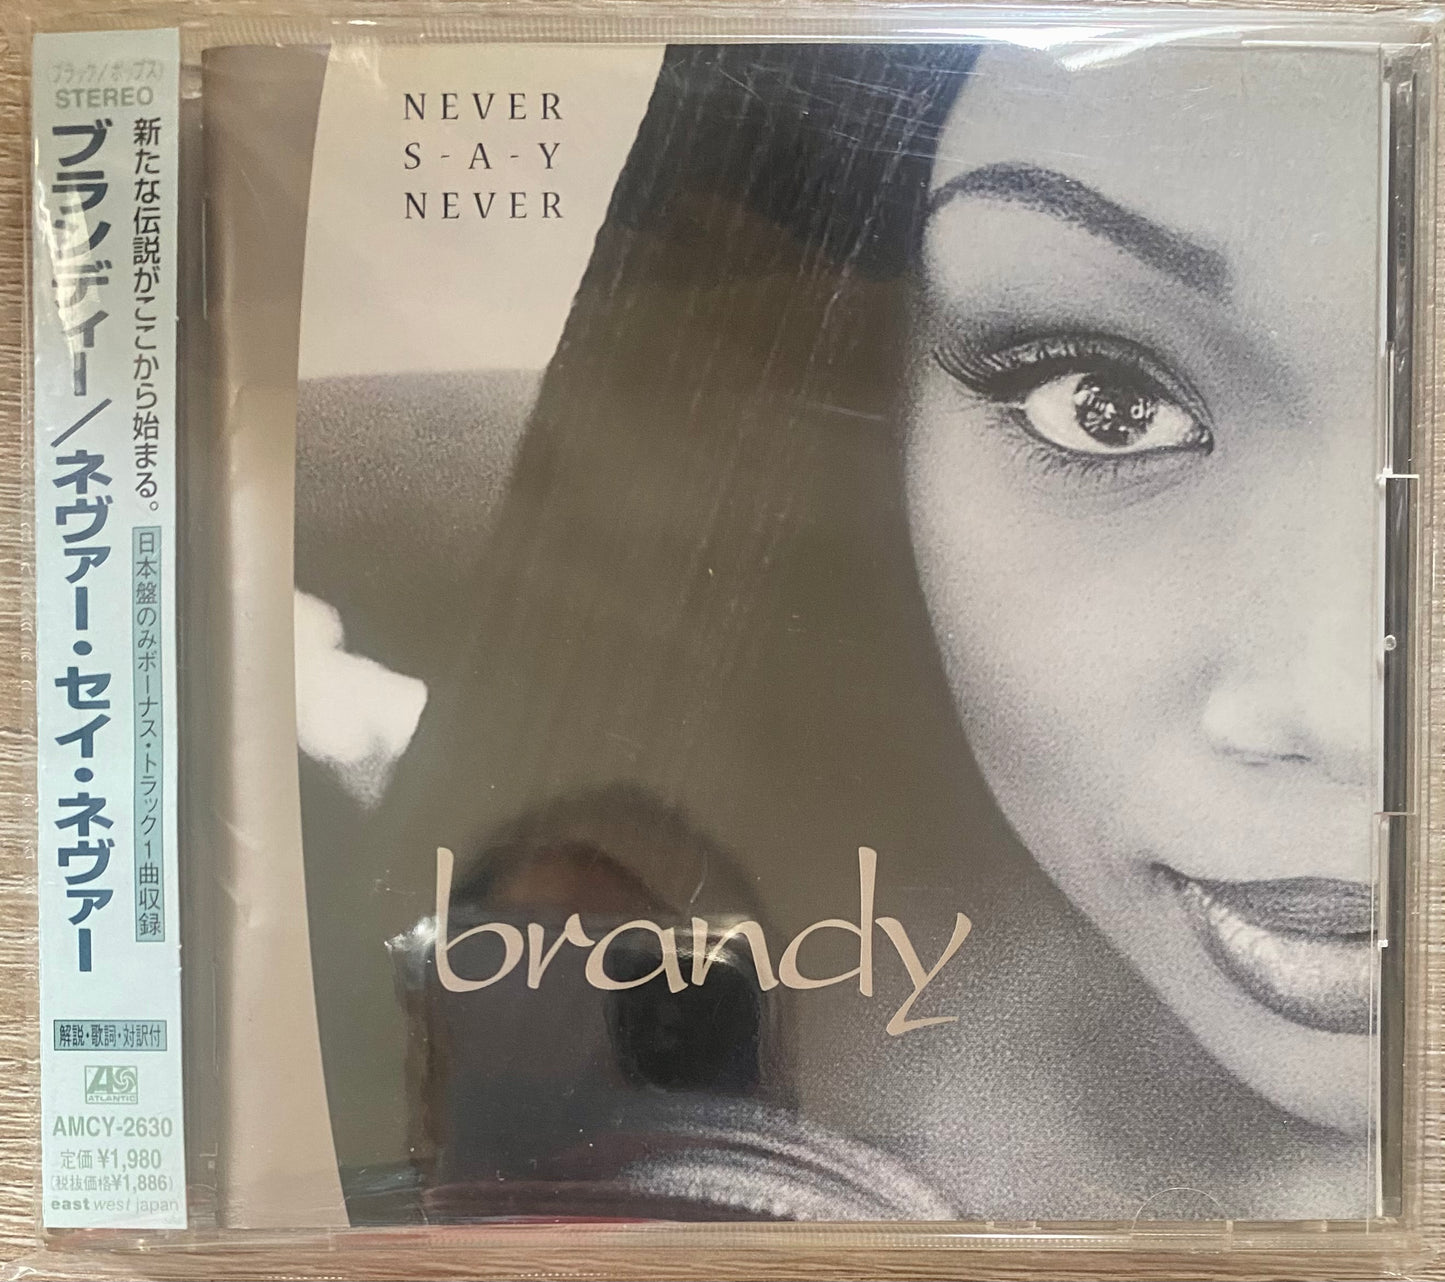 (ブラック/ポップス)
STEREO
新たな伝説がここから始まる。
ブランディー/ネヴァー・セイ・ネヴァー
日本盤のみボーナス・トラック1曲収録
解説・歌詞・対訳付
ATLANTIC
AMCY-2630
定価¥1,980
(税抜価格¥1,886)
east west japan
NEVER
S-A-Y
NEVER
brandy